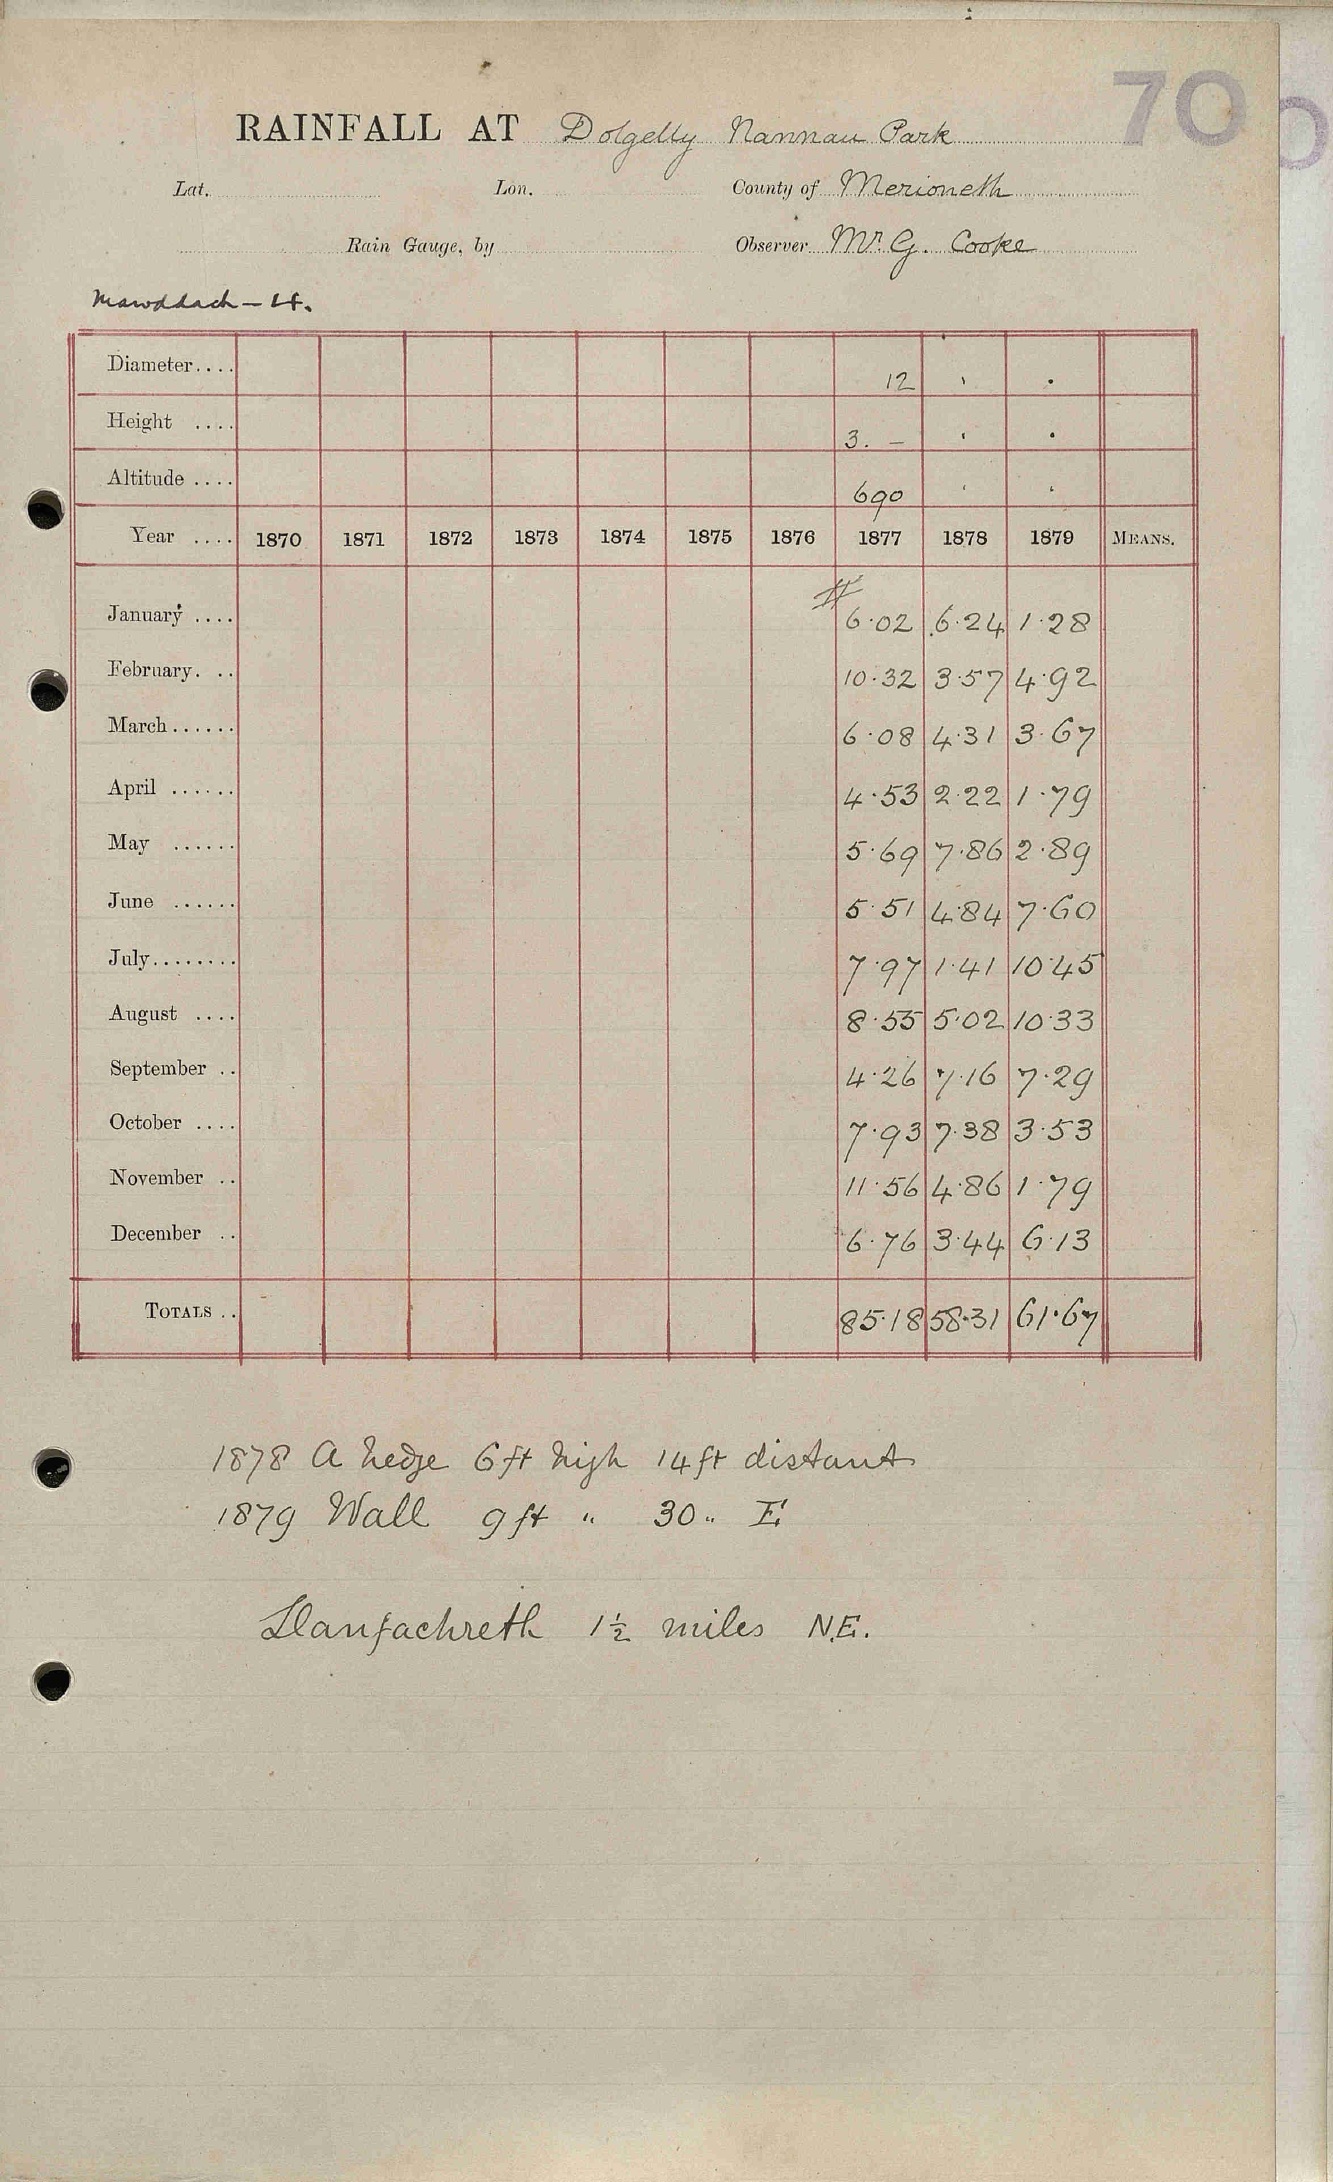 70
RAINFALL AT Dolgelly Nannau Park
Lat. Lon. County of Merioneth
Rain Gauge, by Observer Mr. G. Cooke
Mawddach — 4.
Diameter.... 12 ' .
Height .... 3. — ' .
Altitude .... 690 ' '
Year .... 1870 1871 1872 1873 1874 1875 1876 1877 1878 1879 MEANS.
January .... # 6.02 6.24 1.28
February. .. 10.32 3.57 4.92
March...... 6.08 4.31 3.67
April ...... 4.53 2.22 1.79
May ...... 5.69 7.86 2.89
June ...... 5.51 4.84 7.60
July........ 7.97 1.41 10.45
August .... 8.55 5.02 10.33
September .. 4.26 7.16 7.29
October .... 7.93 7.38 3.53
November .. 11.56 4.86 1.79
December .. 6.76 3.44 6.13
TOTALS .. 85.18 58.31 61.67
1878 A hedge 6 ft high 14 ft distant
1879 Wall 9 ft " 30 " E
Llanfachreth 1½ miles N.E.